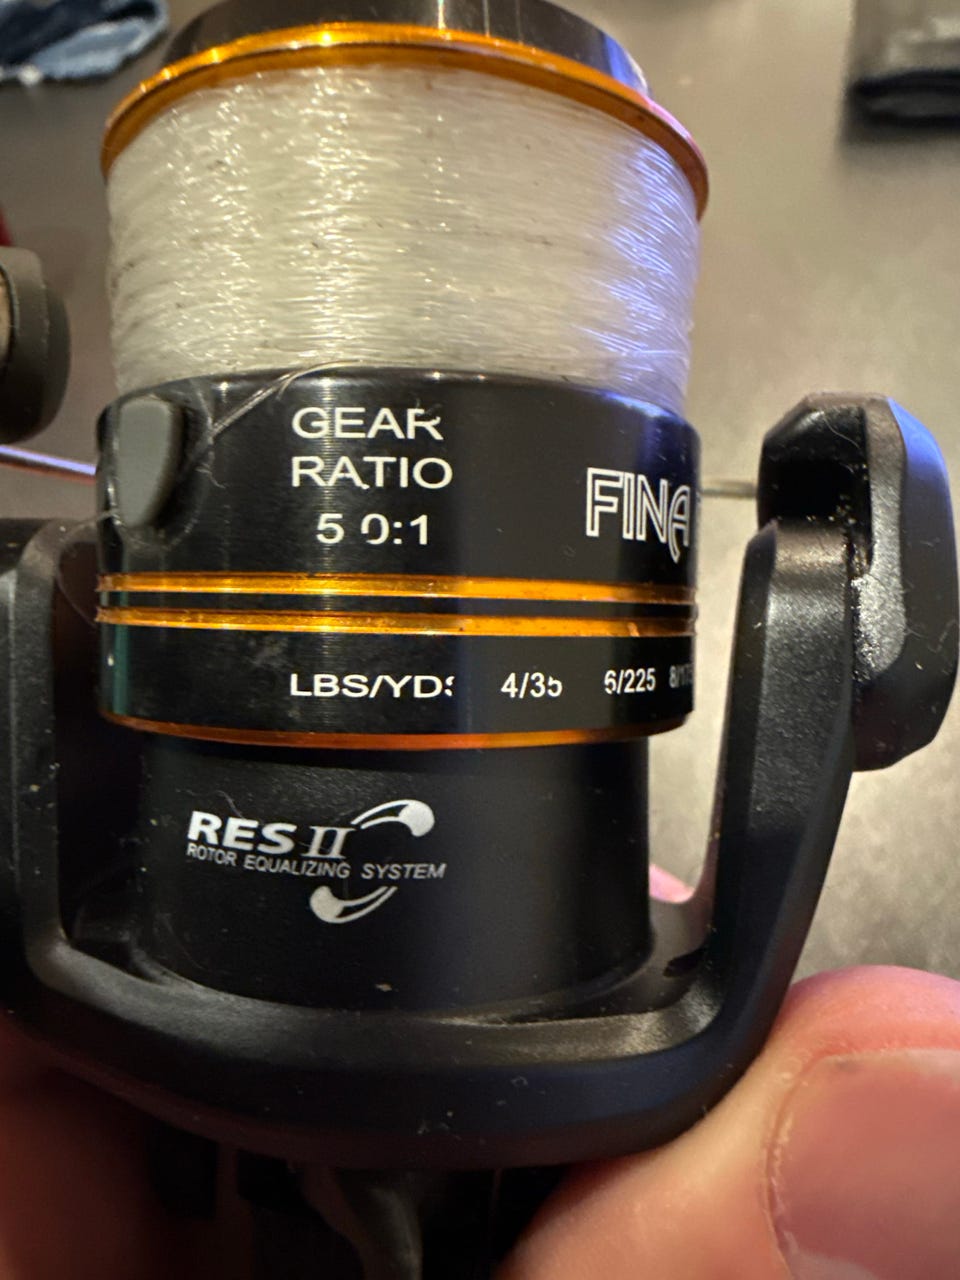 GEAR
RATIO
5 0:1
FINA
LBS/YDS 4/35 6/225
RES II
ROTOR EQUALIZING SYSTEM